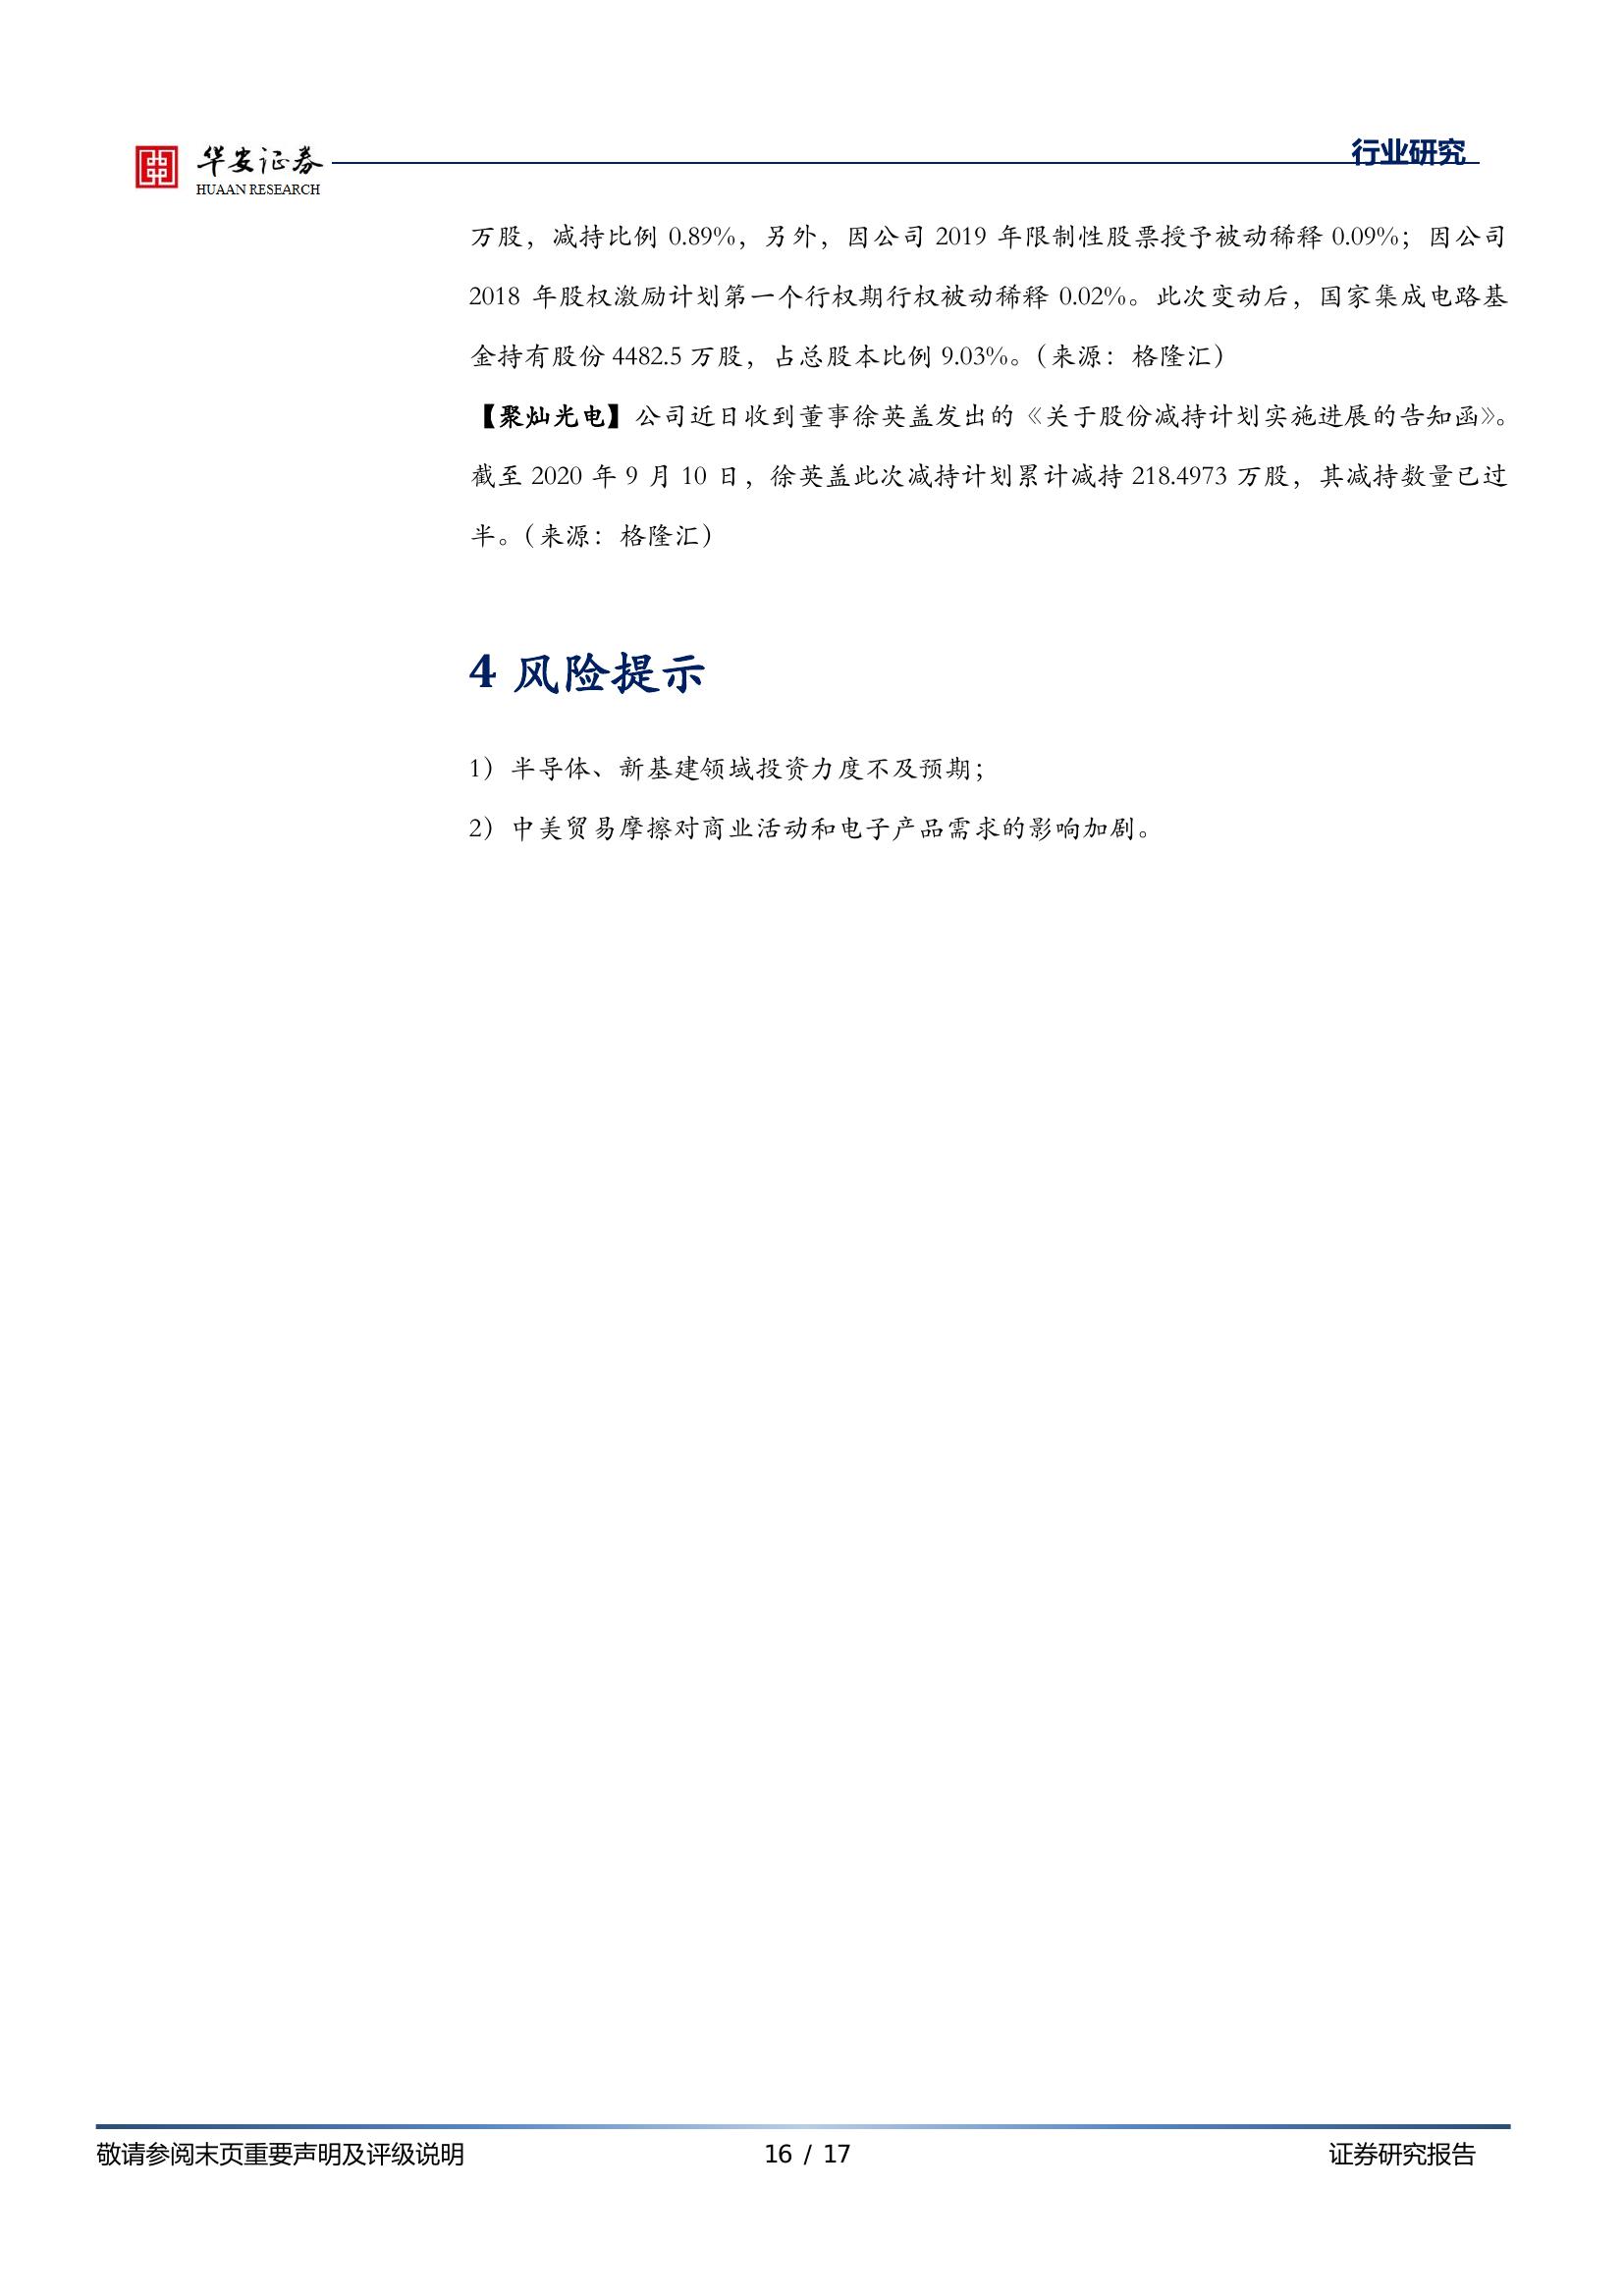 华安证券
HUAAN RESEARCH
行业研究
万股，减持比例 0.89%，另外，因公司 2019 年限制性股票授予被动稀释 0.09%；因公司
2018 年股权激励计划第一个行权期行权被动稀释 0.02%。此次变动后，国家集成电路基
金持有股份 4482.5 万股，占总股本比例 9.03%。（来源：格隆汇）
【聚灿光电】公司近日收到董事徐英盖发出的《关于股份减持计划实施进展的告知函》。
截至 2020 年 9 月 10 日，徐英盖此次减持计划累计减持 218.4973 万股，其减持数量已过
半。（来源：格隆汇）
4 风险提示
1）半导体、新基建领域投资力度不及预期；
2）中美贸易摩擦对商业活动和电子产品需求的影响加剧。
敬请参阅末页重要声明及评级说明
16 / 17
证券研究报告